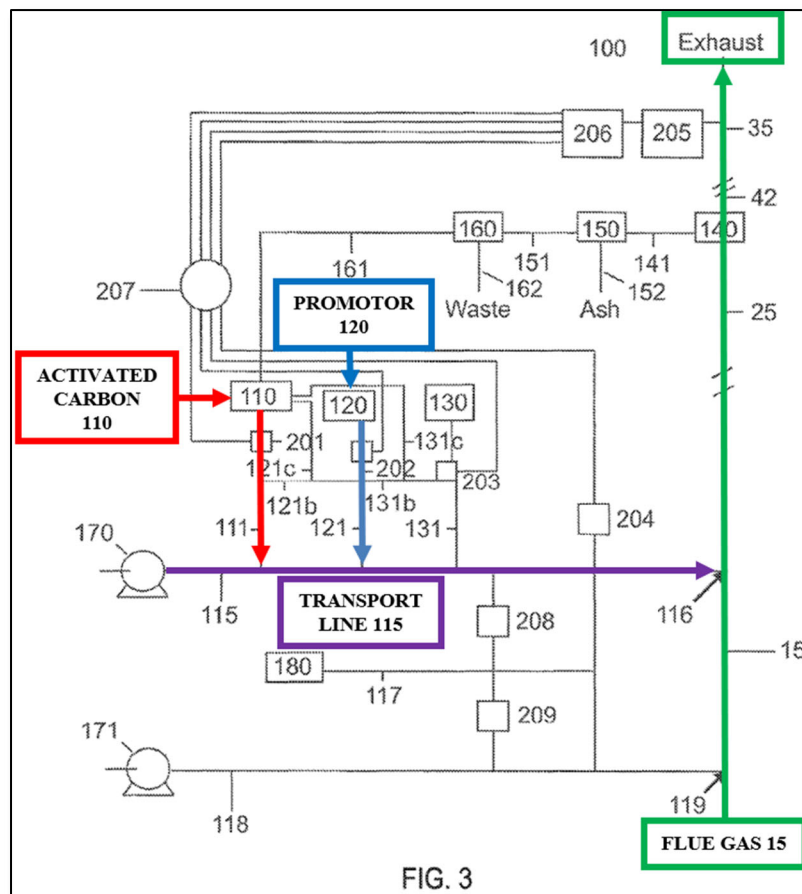 100
Exhaust
206
205
35
42
160
150
140
161
151
141
162
152
207
Waste
Ash
25
PROMOTOR
120
ACTIVATED
CARBON
110
110
120
130
201
131c
121c
202
203
121b
131b
204
111
121
131
170
115
TRANSPORT
LINE 115
208
116
180
117
15
209
171
118
119
FLUE GAS 15
FIG. 3